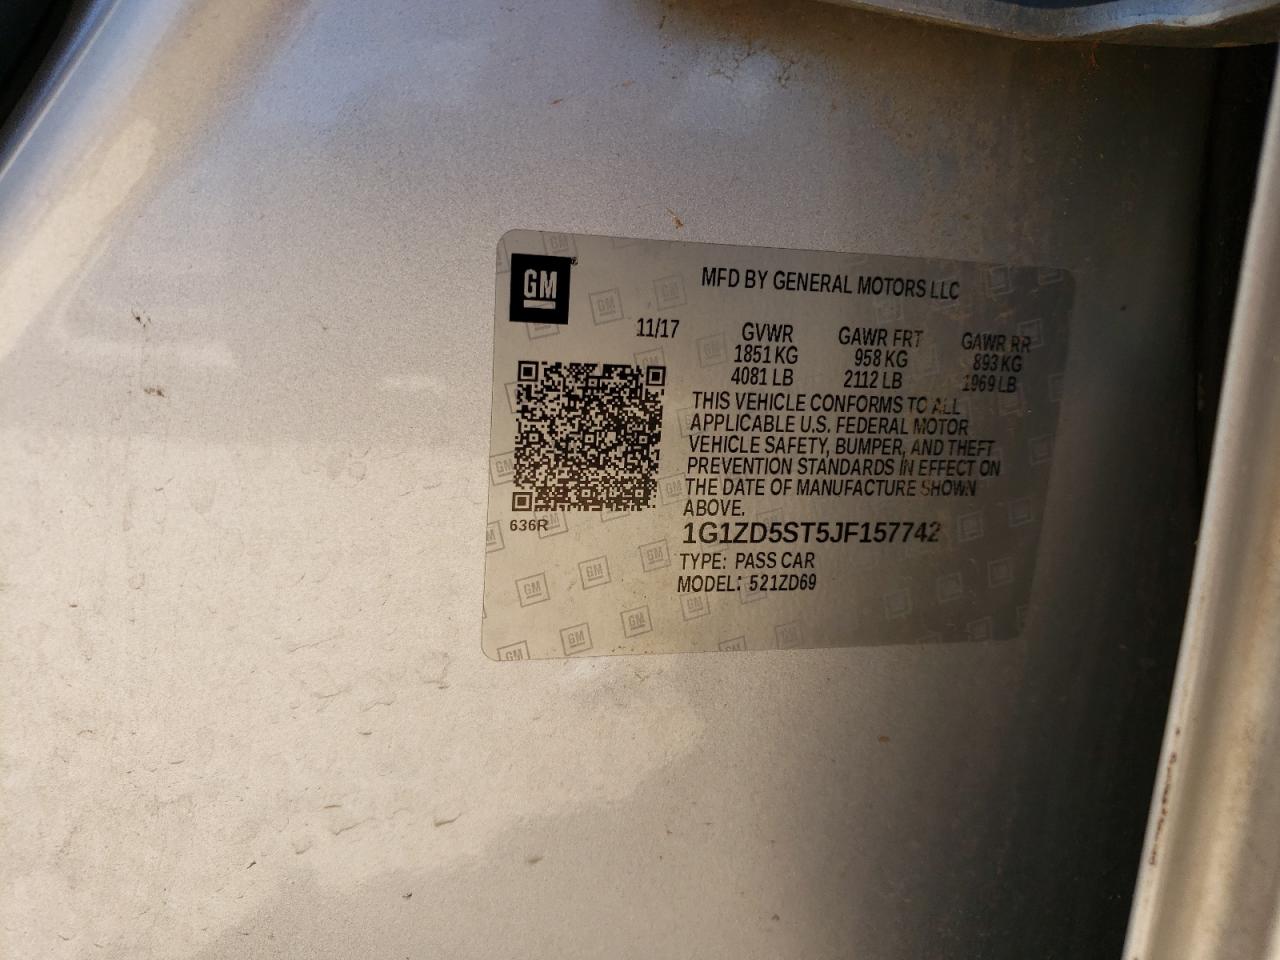 GM
MFD BY GENERAL MOTORS LLC
11/17 GVWR GAWR FRT GAWR RR
1851 KG 958 KG 893 KG
4081 LB 2112 LB 1969 LB
THIS VEHICLE CONFORMS TO ALL
APPLICABLE U.S. FEDERAL MOTOR
VEHICLE SAFETY, BUMPER, AND THEFT
PREVENTION STANDARDS IN EFFECT ON
THE DATE OF MANUFACTURE SHOWN
ABOVE.
636R
1G1ZD5ST5JF157742
TYPE: PASS CAR
MODEL: 521ZD69